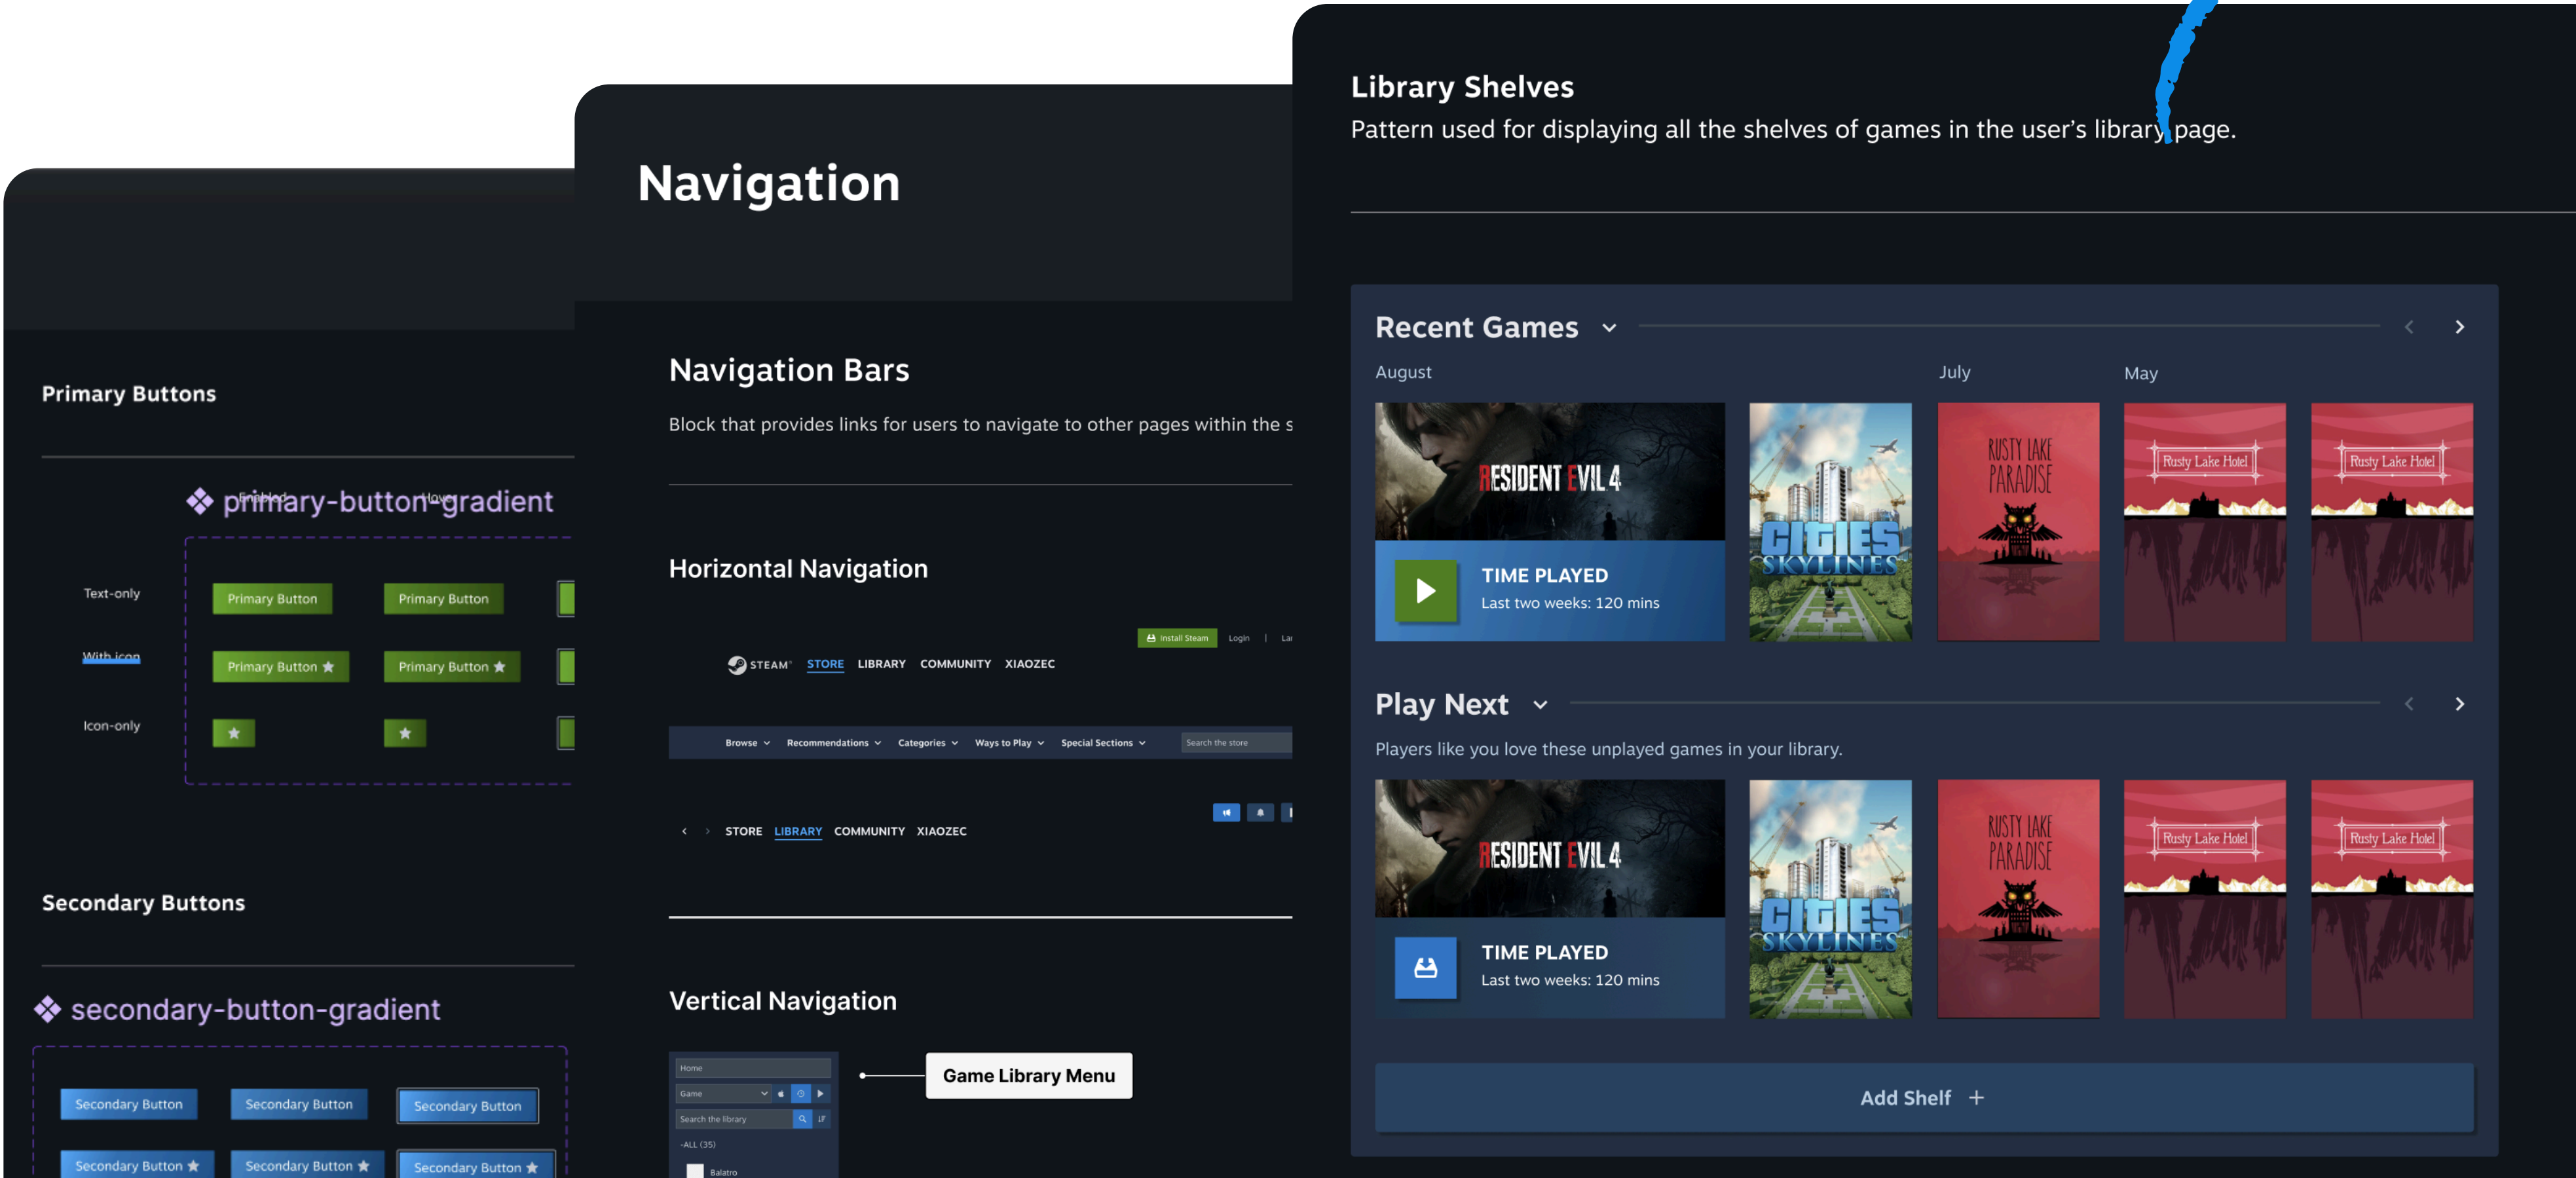 Primary Buttons
Enabled
Hover
primary-button-gradient
Text-only
Primary Button
Primary Button
With icon
Primary Button
Primary Button
Icon-only
Secondary Buttons
secondary-button-gradient
Secondary Button
Secondary Button
Secondary Button
Secondary Button
Secondary Button
Secondary Button
Navigation
Navigation Bars
Block that provides links for users to navigate to other pages within the s
Horizontal Navigation
Install Steam Login | Lar
STEAM STORE LIBRARY COMMUNITY XIAOZEC
Browse Recommendations Categories Ways to Play Special Sections Search the store
STORE LIBRARY COMMUNITY XIAOZEC
Vertical Navigation
Home
Game
Search the library
-ALL (35)
Balatro
Game Library Menu
Library Shelves
Pattern used for displaying all the shelves of games in the user's library page.
Recent Games
August
July
May
RESIDENT EVIL 4
TIME PLAYED
Last two weeks: 120 mins
CITIES
SKYLINES
RUSTY LAKE
PARADISE
Rusty Lake Hotel
Rusty Lake Hotel
Play Next
Players like you love these unplayed games in your library.
RESIDENT EVIL 4
TIME PLAYED
Last two weeks: 120 mins
CITIES
SKYLINES
RUSTY LAKE
PARADISE
Rusty Lake Hotel
Rusty Lake Hotel
Add Shelf +